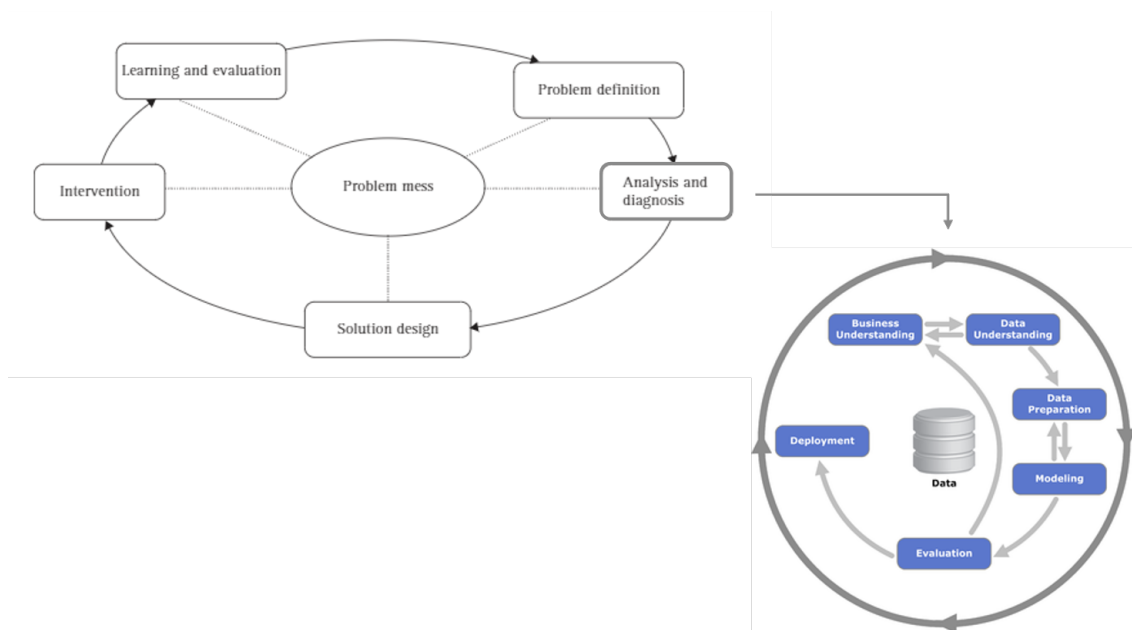 Learning and evaluation
Problem definition
Intervention
Problem mess
Analysis and
diagnosis
Solution design
Business
Understanding
Data
Understanding
Data
Preparation
Deployment
Data
Modeling
Evaluation